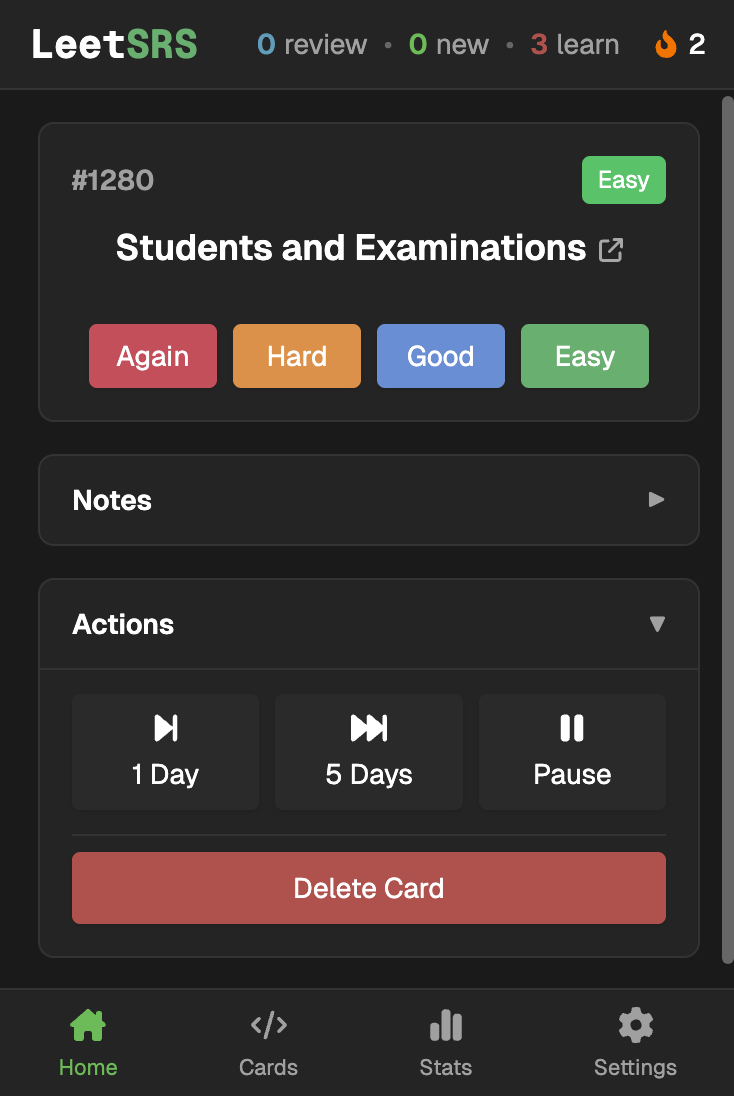 LeetSRS 0 review • 0 new • 3 learn 2
#1280 Easy
Students and Examinations
Again Hard Good Easy
Notes
Actions
1 Day 5 Days Pause
Delete Card
Home Cards Stats Settings